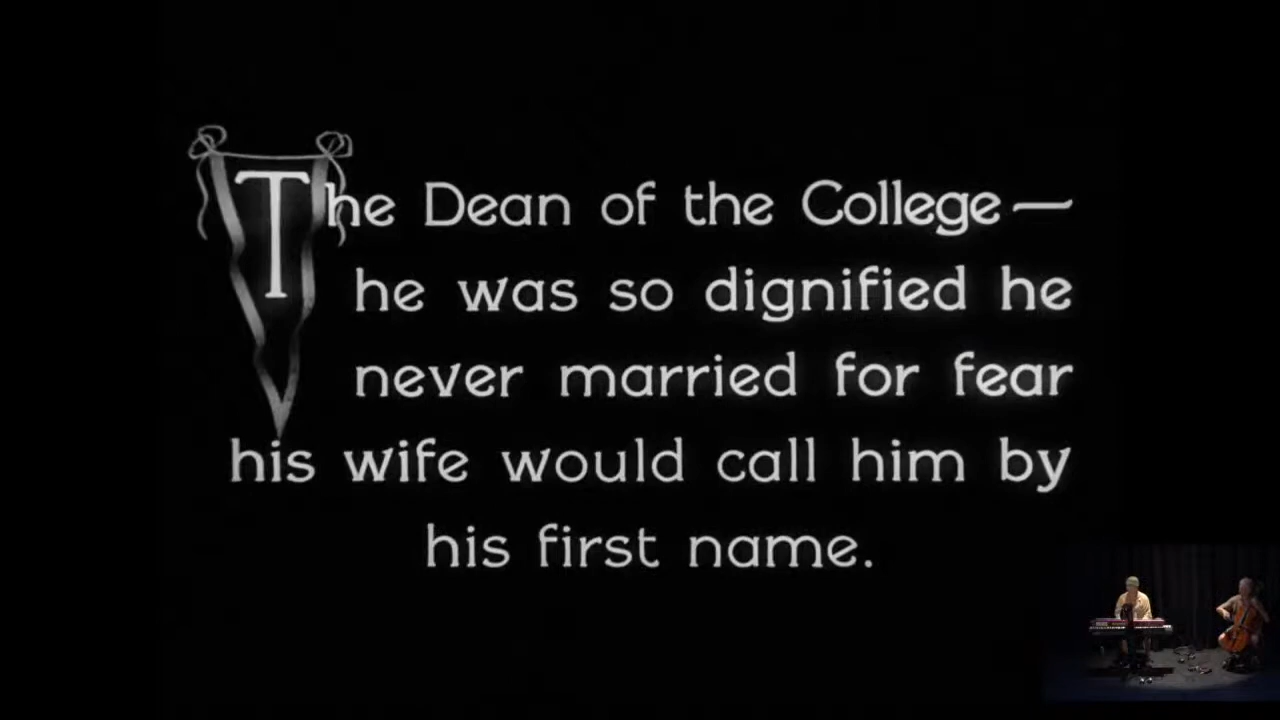 The Dean of the College—
he was so dignified he
never married for fear
his wife would call him by
his first name.